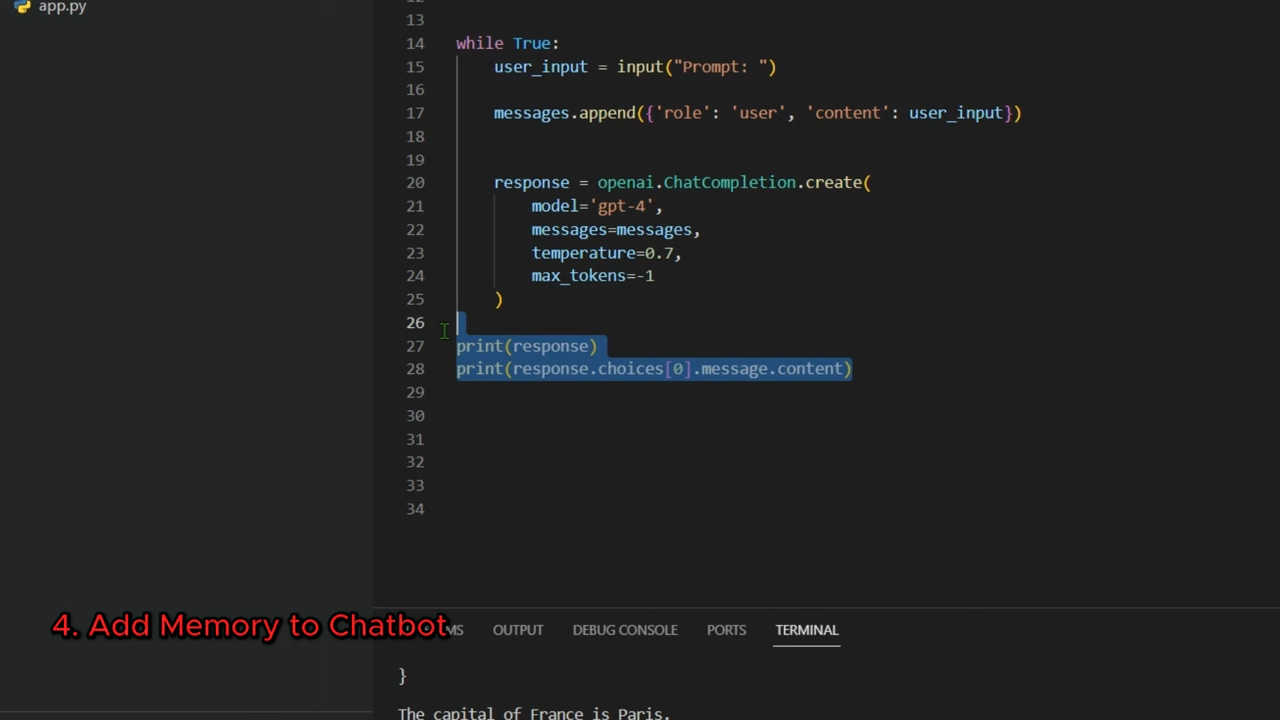 app.py
13
14 while True:
15 user_input = input("Prompt: ")
16
17 messages.append({'role': 'user', 'content': user_input})
18
19
20 response = openai.ChatCompletion.create(
21 model='gpt-4',
22 messages=messages,
23 temperature=0.7,
24 max_tokens=-1
25 )
26
27 print(response)
28 print(response.choices[0].message.content)
29
30
31
32
33
34
4. Add Memory to Chatbot
MS OUTPUT DEBUG CONSOLE PORTS TERMINAL
}
The capital of France is Paris.